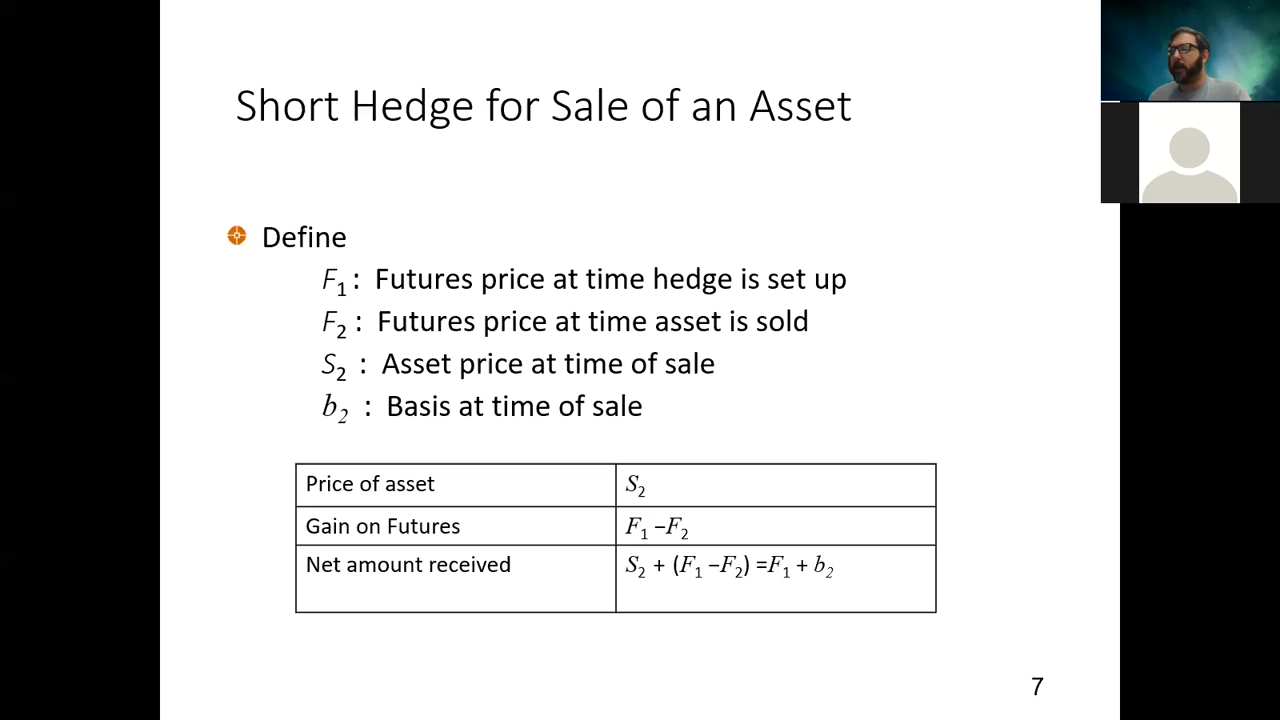 Short Hedge for Sale of an Asset
Define
F₁ : Futures price at time hedge is set up
F₂ : Futures price at time asset is sold
S₂ : Asset price at time of sale
b₂ : Basis at time of sale
Price of asset S₂
Gain on Futures F₁ –F₂
Net amount received S₂ + (F₁ –F₂) =F₁ + b₂
7